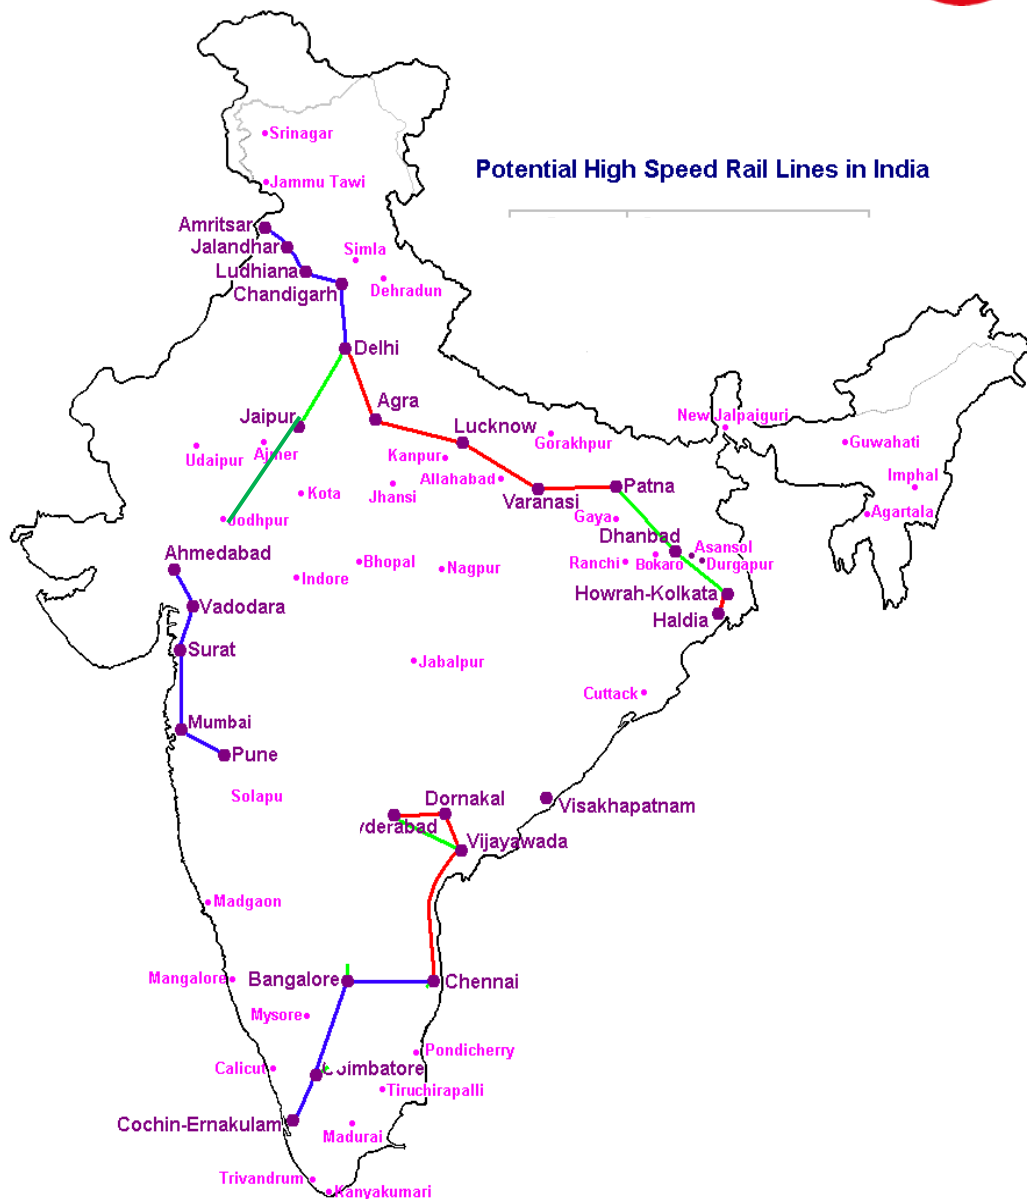 Srinagar
Potential High Speed Rail Lines in India
Jammu Tawi
Amritsar
Jalandhar
Simla
Ludhiana
Dehradun
Chandigarh
Delhi
Agra
Jaipur
New Jalpaiguri
Lucknow
Gorakhpur
Guwahati
Udaipur
Ajmer
Kanpur
Imphal
Allahabad
Jhansi
Kota
Varanasi
Patna
Agartala
Jodhpur
Gaya
Dhanbad
Ahmedabad
Asansol
Bhopal
Nagpur
Ranchi
Bokaro
Durgapur
Indore
Howrah-Kolkata
Vadodara
Haldia
Surat
Jabalpur
Cuttack
Mumbai
Pune
Solapu
Dornakal
Visakhapatnam
yderabad
Vijayawada
Madgaon
Mangalore
Bangalore
Chennai
Mysore
Pondicherry
Calicut
Coimbatore
Tiruchirapalli
Cochin-Ernakulam
Madurai
Trivandrum
Kanyakumari